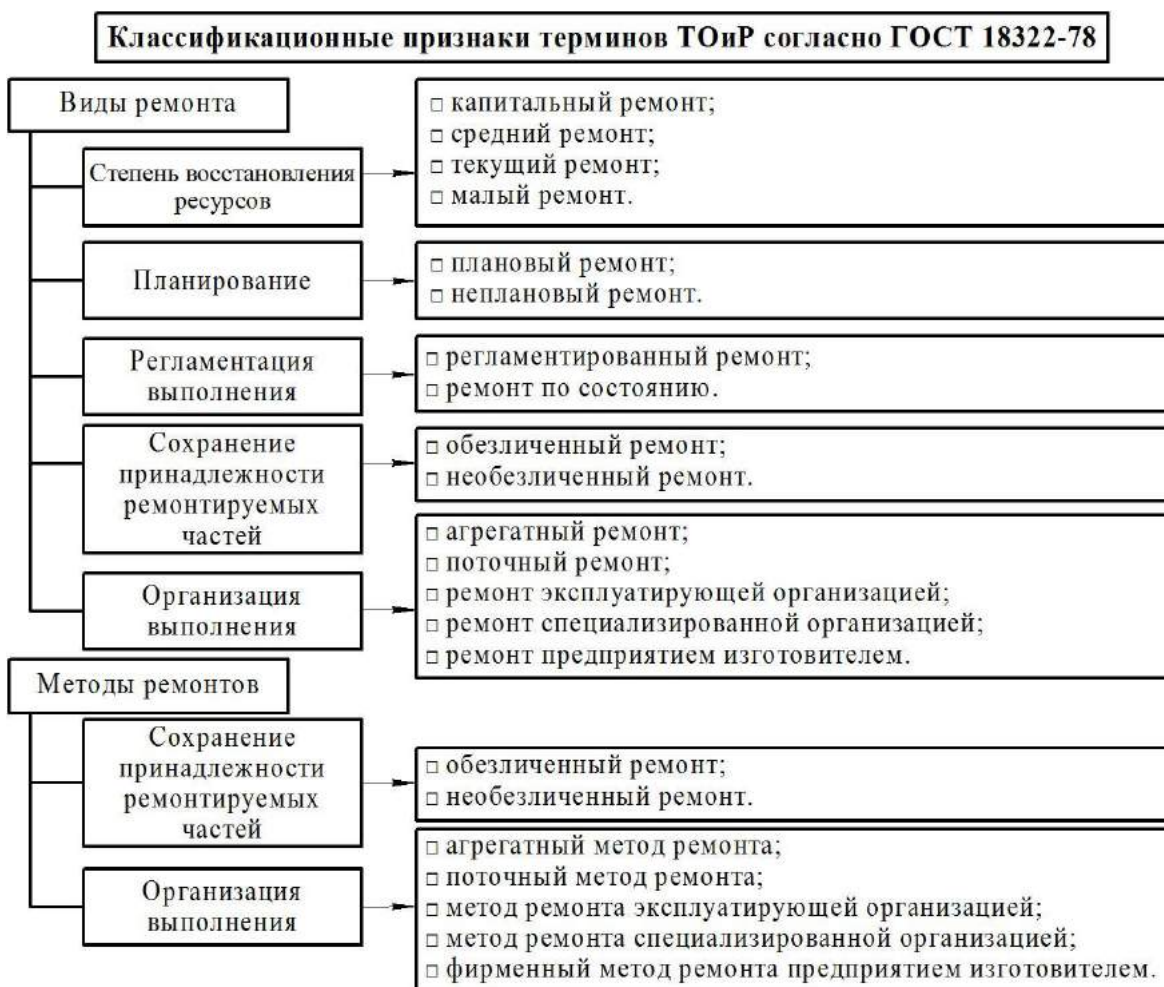 Классификационные признаки терминов ТОиР согласно ГОСТ 18322-78
Виды ремонта
Степень восстановления
ресурсов
□ капитальный ремонт;
□ средний ремонт;
□ текущий ремонт;
□ малый ремонт.
Планирование
□ плановый ремонт;
□ неплановый ремонт.
Регламентация
выполнения
□ регламентированный ремонт;
□ ремонт по состоянию.
Сохранение
принадлежности
ремонтируемых
частей
□ обезличенный ремонт;
□ необезличенный ремонт.
Организация
выполнения
□ агрегатный ремонт;
□ поточный ремонт;
□ ремонт эксплуатирующей организацией;
□ ремонт специализированной организацией;
□ ремонт предприятием изготовителем.
Методы ремонтов
Сохранение
принадлежности
ремонтируемых
частей
□ обезличенный ремонт;
□ необезличенный ремонт.
Организация
выполнения
□ агрегатный метод ремонта;
□ поточный метод ремонта;
□ метод ремонта эксплуатирующей организацией;
□ метод ремонта специализированной организацией;
□ фирменный метод ремонта предприятием изготовителем.